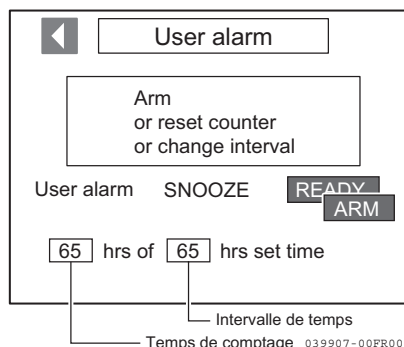 User alarm
Arm
or reset counter
or change interval
User alarm SNOOZE READY
ARM
65 hrs of 65 hrs set time
Intervalle de temps
Temps de comptage 039907-00FR00